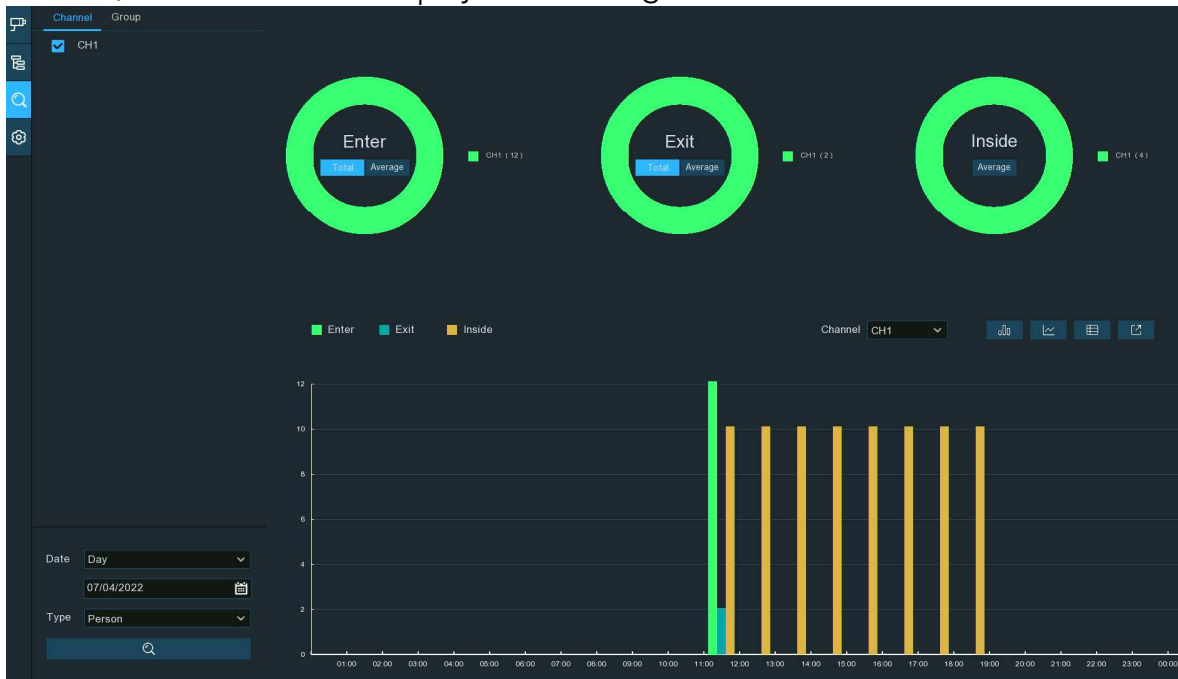 Channel Group
CH1
Enter
Total Average
CH1 ( 12 )
Exit
Total Average
CH1 ( 2 )
Inside
Average
CH1 ( 4 )
Enter Exit Inside
Channel CH1
12
10
8
6
4
2
0
01:00 02:00 03:00 04:00 05:00 06:00 07:00 08:00 09:00 10:00 11:00 12:00 13:00 14:00 15:00 16:00 17:00 18:00 19:00 20:00 21:00 22:00 23:00 00:00
Date Day
07/04/2022
Type Person